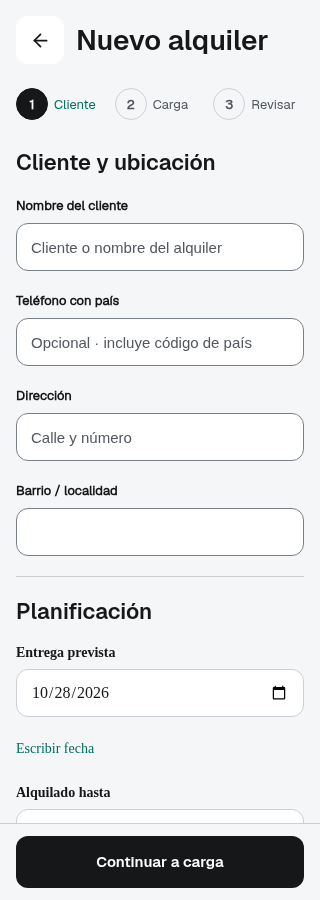 Nuevo alquiler
1 Cliente 2 Carga 3 Revisar
Cliente y ubicación
Nombre del cliente
Cliente o nombre del alquiler
Teléfono con país
Opcional · incluye código de país
Dirección
Calle y número
Barrio / localidad
Planificación
Entrega prevista
10/28/2026
Escribir fecha
Alquilado hasta
Continuar a carga